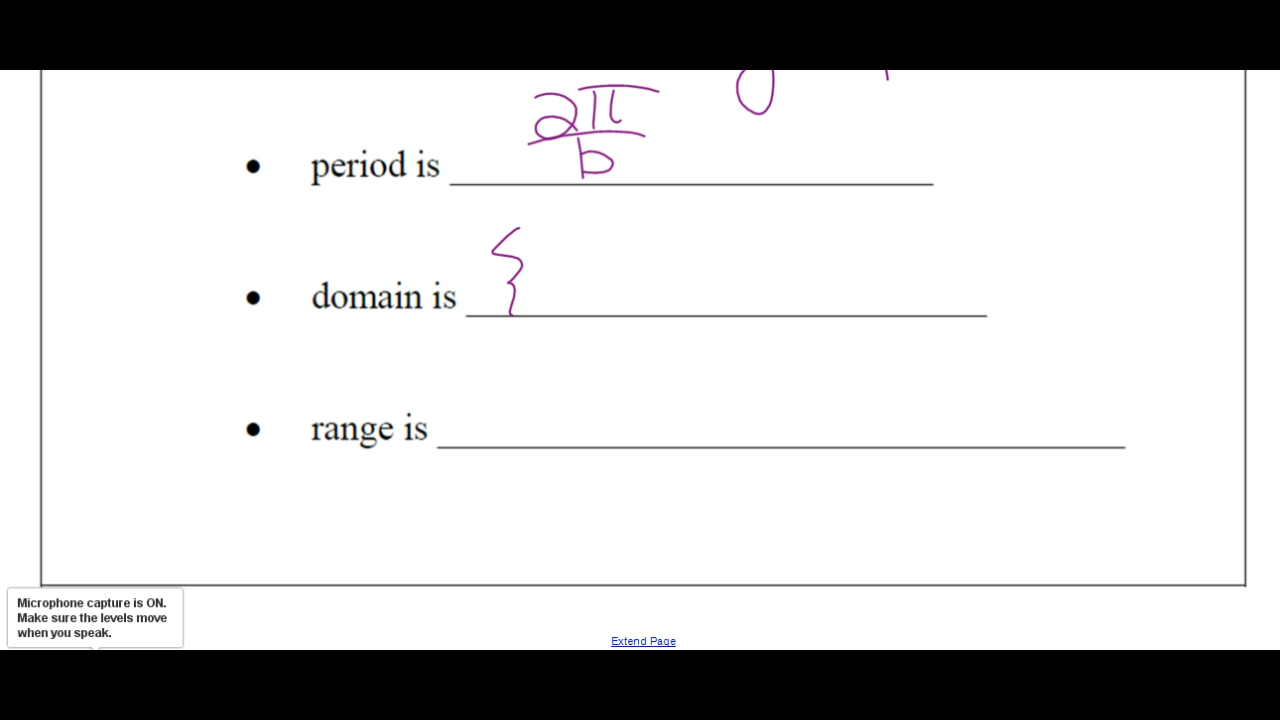 • period is 2π/b
• domain is {
• range is
Microphone capture is ON.
Make sure the levels move
when you speak.
Extend Page